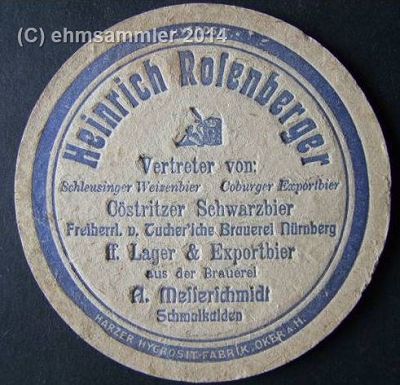 (C) ehmsammler 2014
Heinrich Rosenberger
Vertreter von:
Schleusinger Weizenbier Coburger Exportbier
Cöstritzer Schwarzbier
Freiherrl. v. Tucher'sche Brauerei Nürnberg
ff. Lager & Exportbier
aus der Brauerei
A. Messerschmidt
Schmalkalden
HARZER HYGROSIT-FABRIK, OKER A.H.